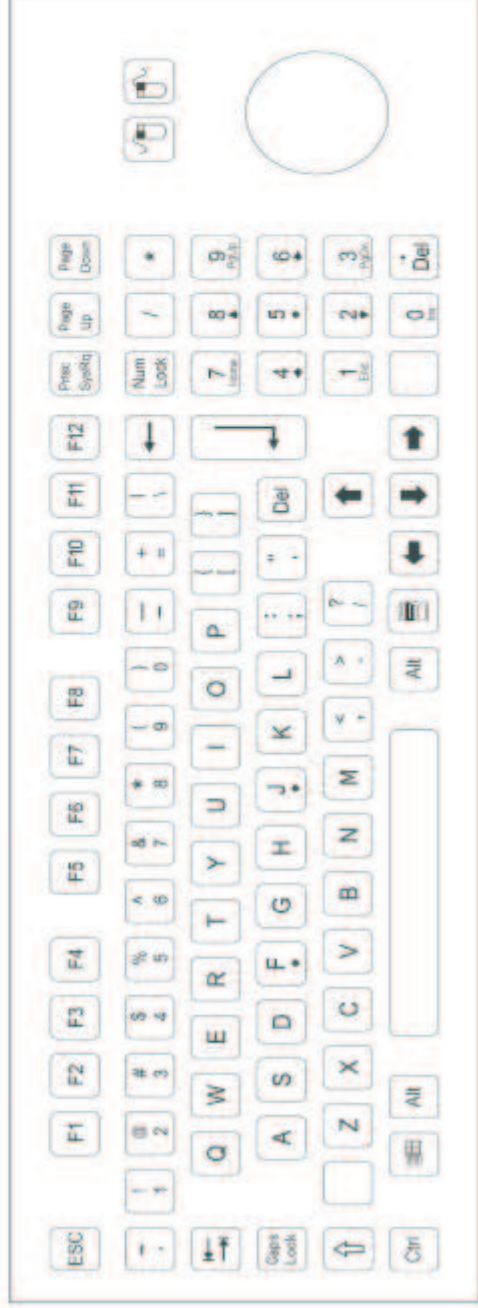 ESC F1 F2 F3 F4 F5 F6 F7 F8 F9 F10 F11 F12 Prtsc SysRq Page Up Page Down
! 1 @ 2 # 3 $ 4 % 5 ^ 6 & 7 * 8 ( 9 ) 0 — - + = | \ Num Lock / *
Q W E R T Y U I O P { [ } ] 7 Home 8 9 PgUp
Caps Lock A S D F G H J K L : ; " ' Del 4 5 6
Z X C V B N M < , > . ? / 1 End 2 3 PgDn
Ctrl Alt Alt 0 Ins . Del